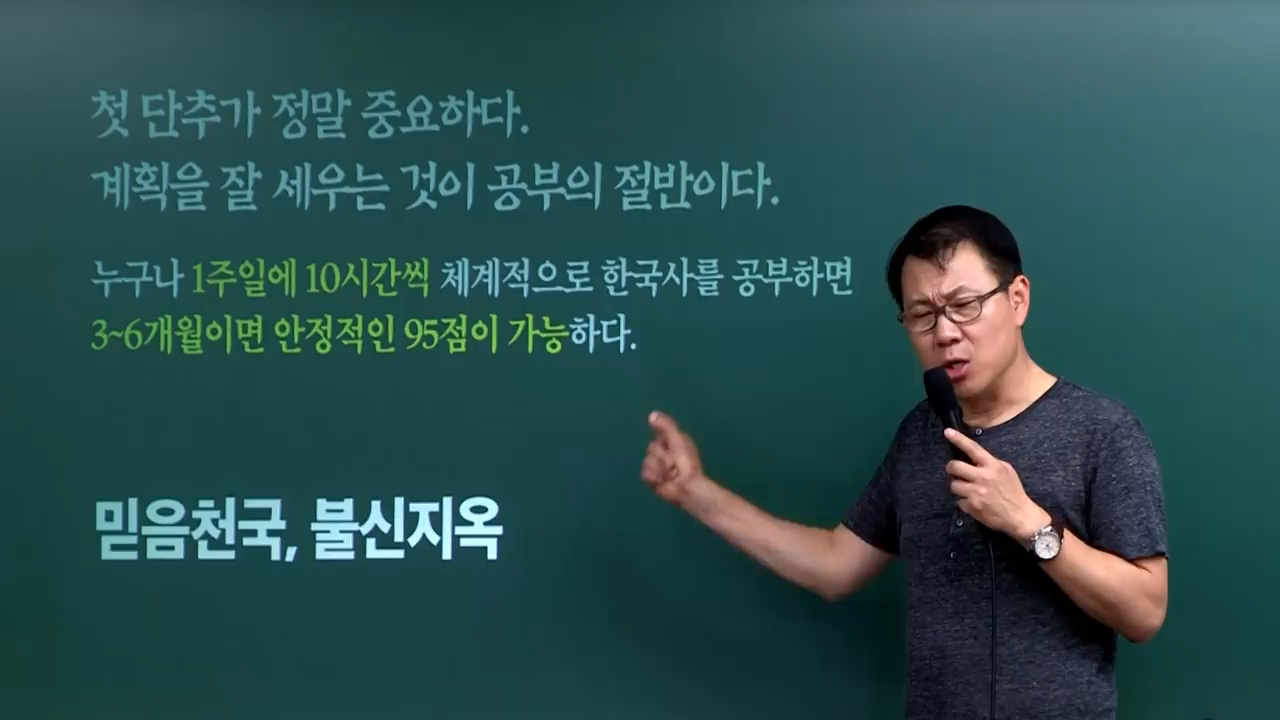 첫 단추가 정말 중요하다.
계획을 잘 세우는 것이 공부의 절반이다.
누구나 1주일에 10시간씩 체계적으로 한국사를 공부하면
3~6개월이면 안정적인 95점이 가능하다.
믿음천국, 불신지옥